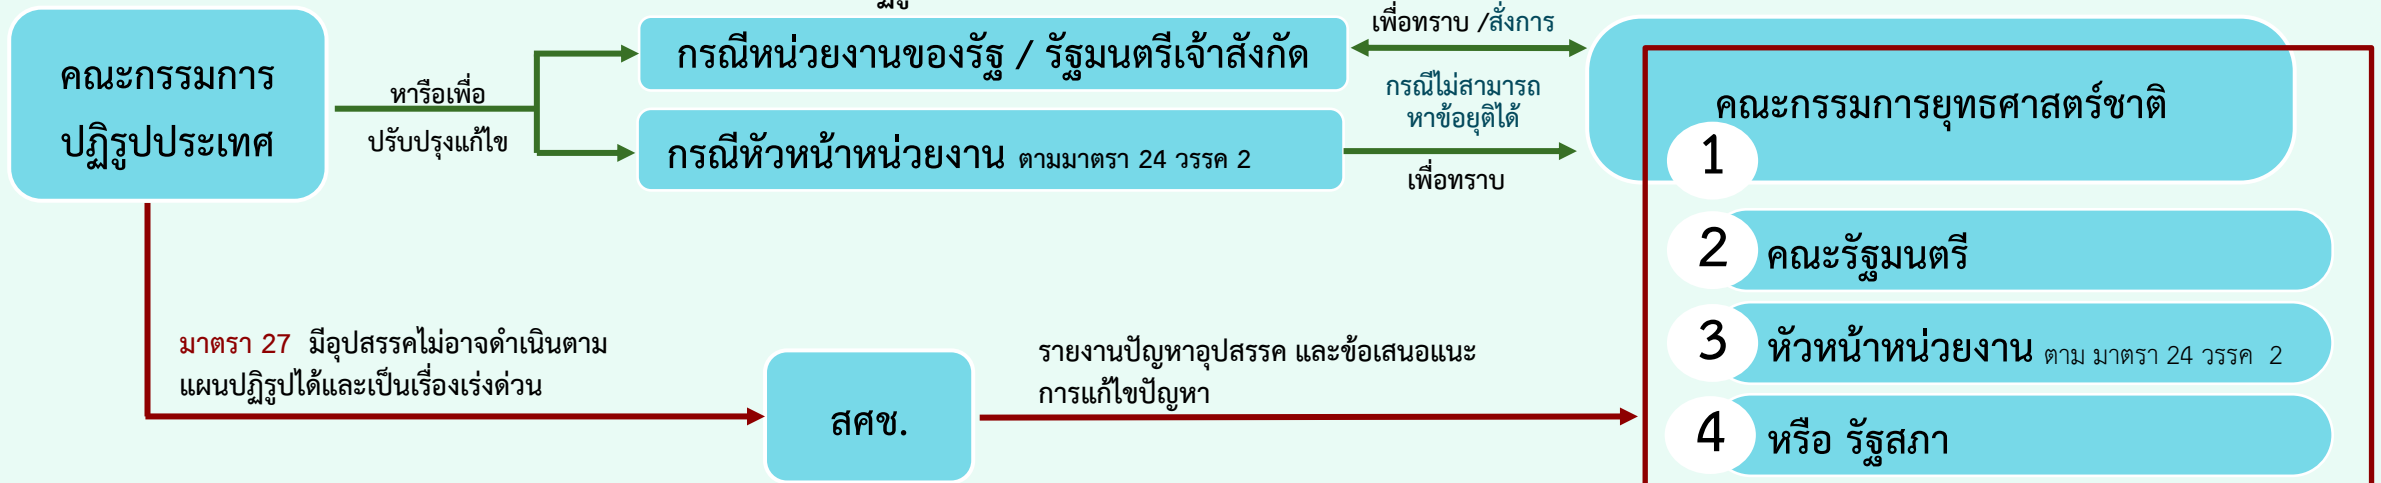 คณะกรรมการ
ปฏิรูปประเทศ
หารือเพื่อ
ปรับปรุงแก้ไข
กรณีหน่วยงานของรัฐ / รัฐมนตรีเจ้าสังกัด
กรณีหัวหน้าหน่วยงาน ตามมาตรา 24 วรรค 2
เพื่อทราบ /สั่งการ
กรณีไม่สามารถ
หาข้อยุติได้
เพื่อทราบ
คณะกรรมการยุทธศาสตร์ชาติ
1
2 คณะรัฐมนตรี
3 หัวหน้าหน่วยงาน ตาม มาตรา 24 วรรค 2
4 หรือ รัฐสภา
มาตรา 27 มีอุปสรรคไม่อาจดำเนินตาม
แผนปฏิรูปได้และเป็นเรื่องเร่งด่วน
สศช.
รายงานปัญหาอุปสรรค และข้อเสนอแนะ
การแก้ไขปัญหา